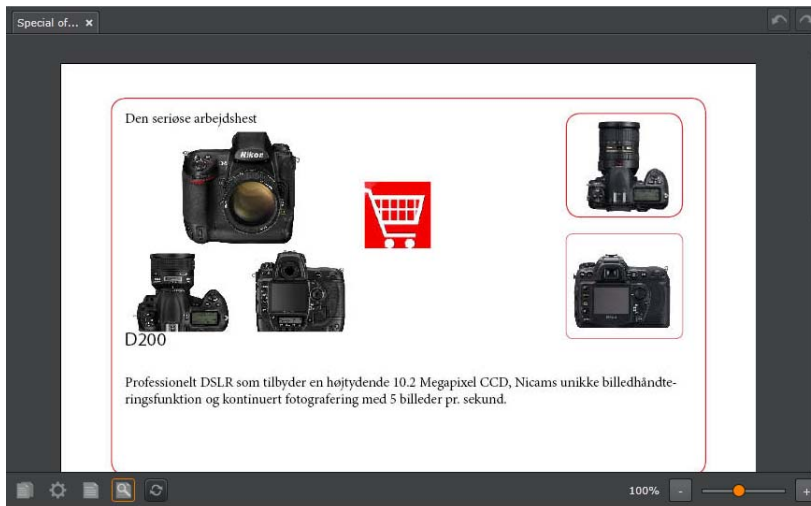 Special of... ×
Den seriøse arbejdshest
Nikon
D200
Professionelt DSLR som tilbyder en højtydende 10.2 Megapixel CCD, Nicams unikke billedhåndte-
ringsfunktion og kontinuert fotografering med 5 billeder pr. sekund.
100% - +